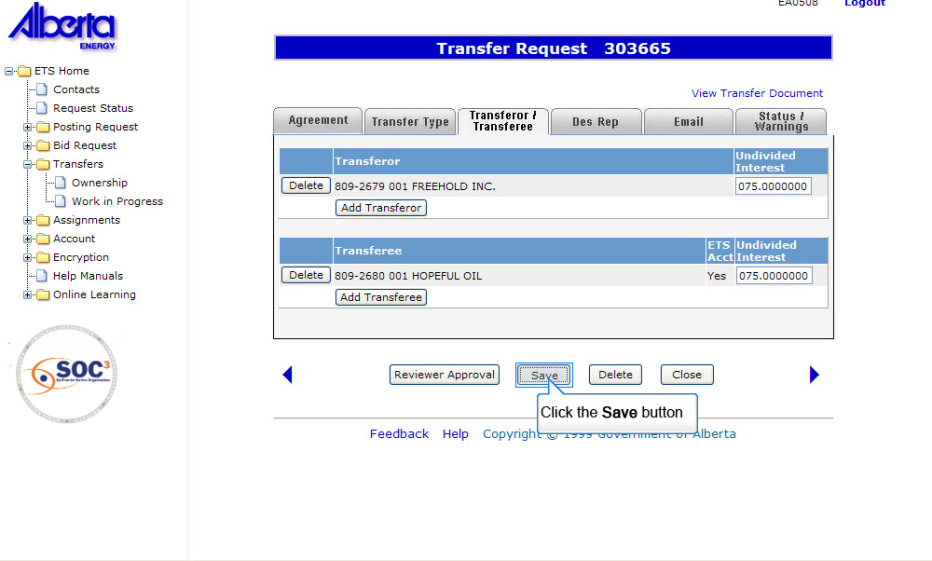 EA0508 Logout
Alberta
ENERGY
Transfer Request 303665
ETS Home
Contacts
Request Status
Posting Request
Bid Request
Transfers
Ownership
Work in Progress
Assignments
Account
Encryption
Help Manuals
Online Learning
SOC³
View Transfer Document
Agreement
Transfer Type
Transferor /
Transferee
Des Rep
Email
Status /
Warnings
Transferor Undivided
Interest
Delete 809-2679 001 FREEHOLD INC. 075.0000000
Add Transferor
Transferee ETS Undivided
Acct Interest
Delete 809-2680 001 HOPEFUL OIL Yes 075.0000000
Add Transferee
Reviewer Approval Save Delete Close
Click the Save button
Feedback Help Copyright © 1999 Government of Alberta